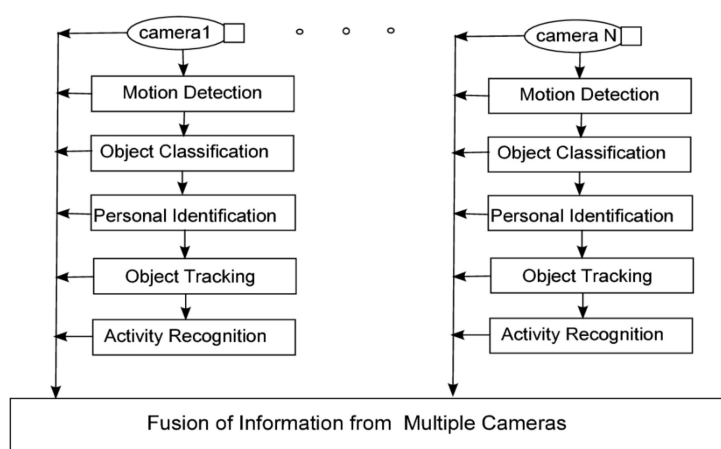 camera1
Motion Detection
Object Classification
Personal Identification
Object Tracking
Activity Recognition
camera N
Motion Detection
Object Classification
Personal Identification
Object Tracking
Activity Recognition
Fusion of Information from Multiple Cameras